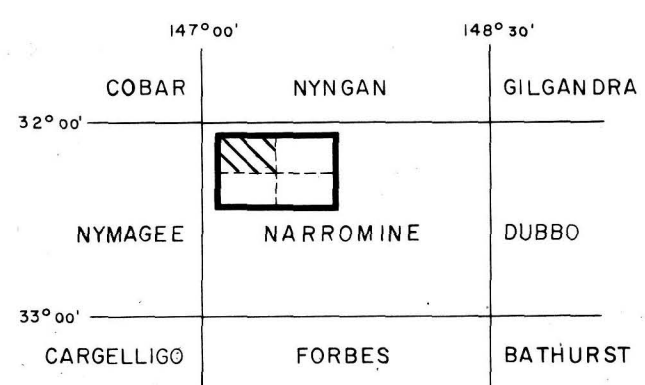 147°00' 148°30'
COBAR NYNGAN GILGANDRA
32°00'
NYMAGEE NARROMINE DUBBO
33°00'
CARGELLIGO FORBES BATHURST